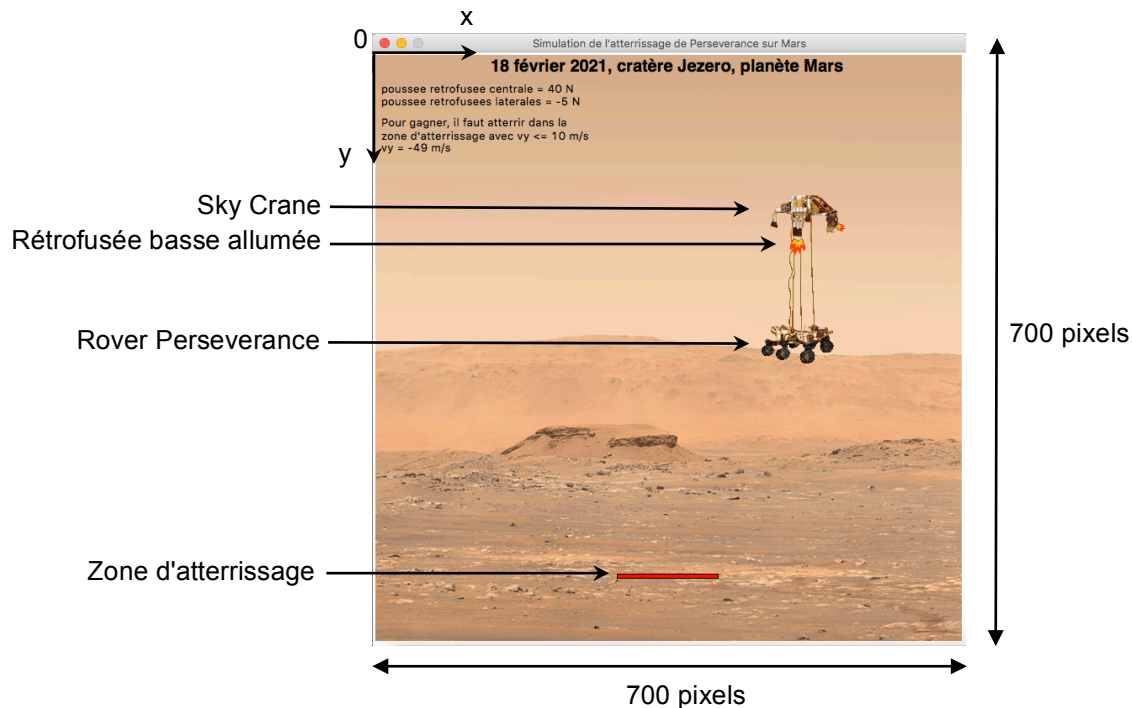 x
0
Simulation de l'atterrissage de Perseverance sur Mars
18 février 2021, cratère Jezero, planète Mars
poussee retrofusee centrale = 40 N
poussee retrofusees laterales = -5 N
Pour gagner, il faut atterrir dans la
zone d'atterrissage avec vy <= 10 m/s
vy = -49 m/s
y
Sky Crane
Rétrofusée basse allumée
Rover Perseverance
700 pixels
Zone d'atterrissage
700 pixels